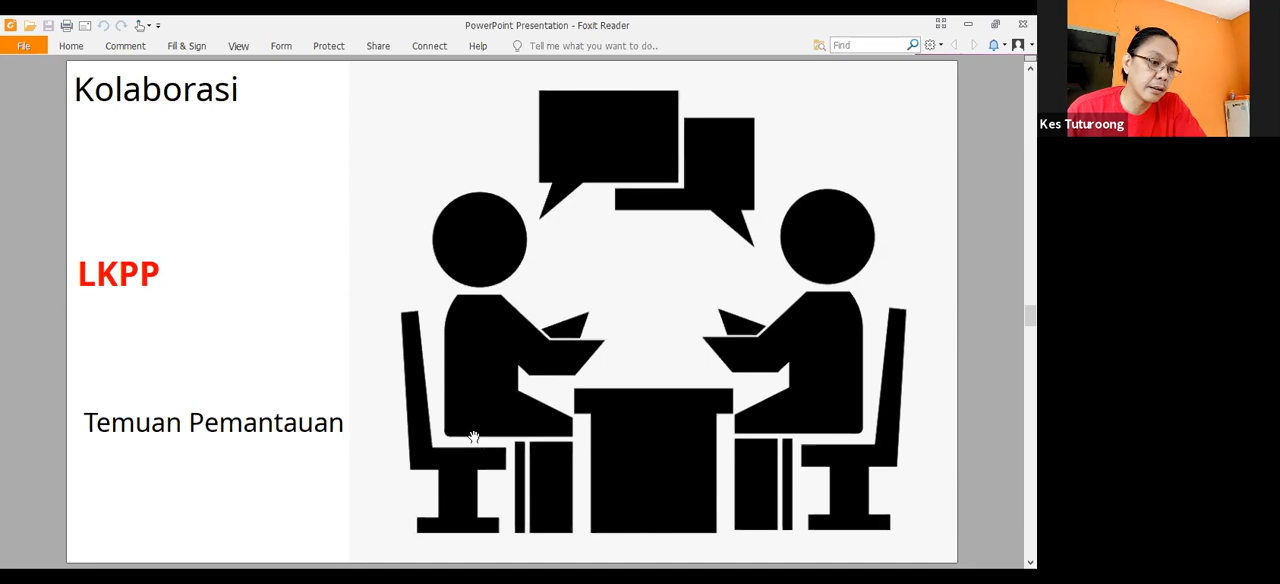 PowerPoint Presentation - Foxit Reader
File Home Comment Fill & Sign View Form Protect Share Connect Help Tell me what you want to do.. Find
Kolaborasi
LKPP
Temuan Pemantauan
Kes Tuturoong